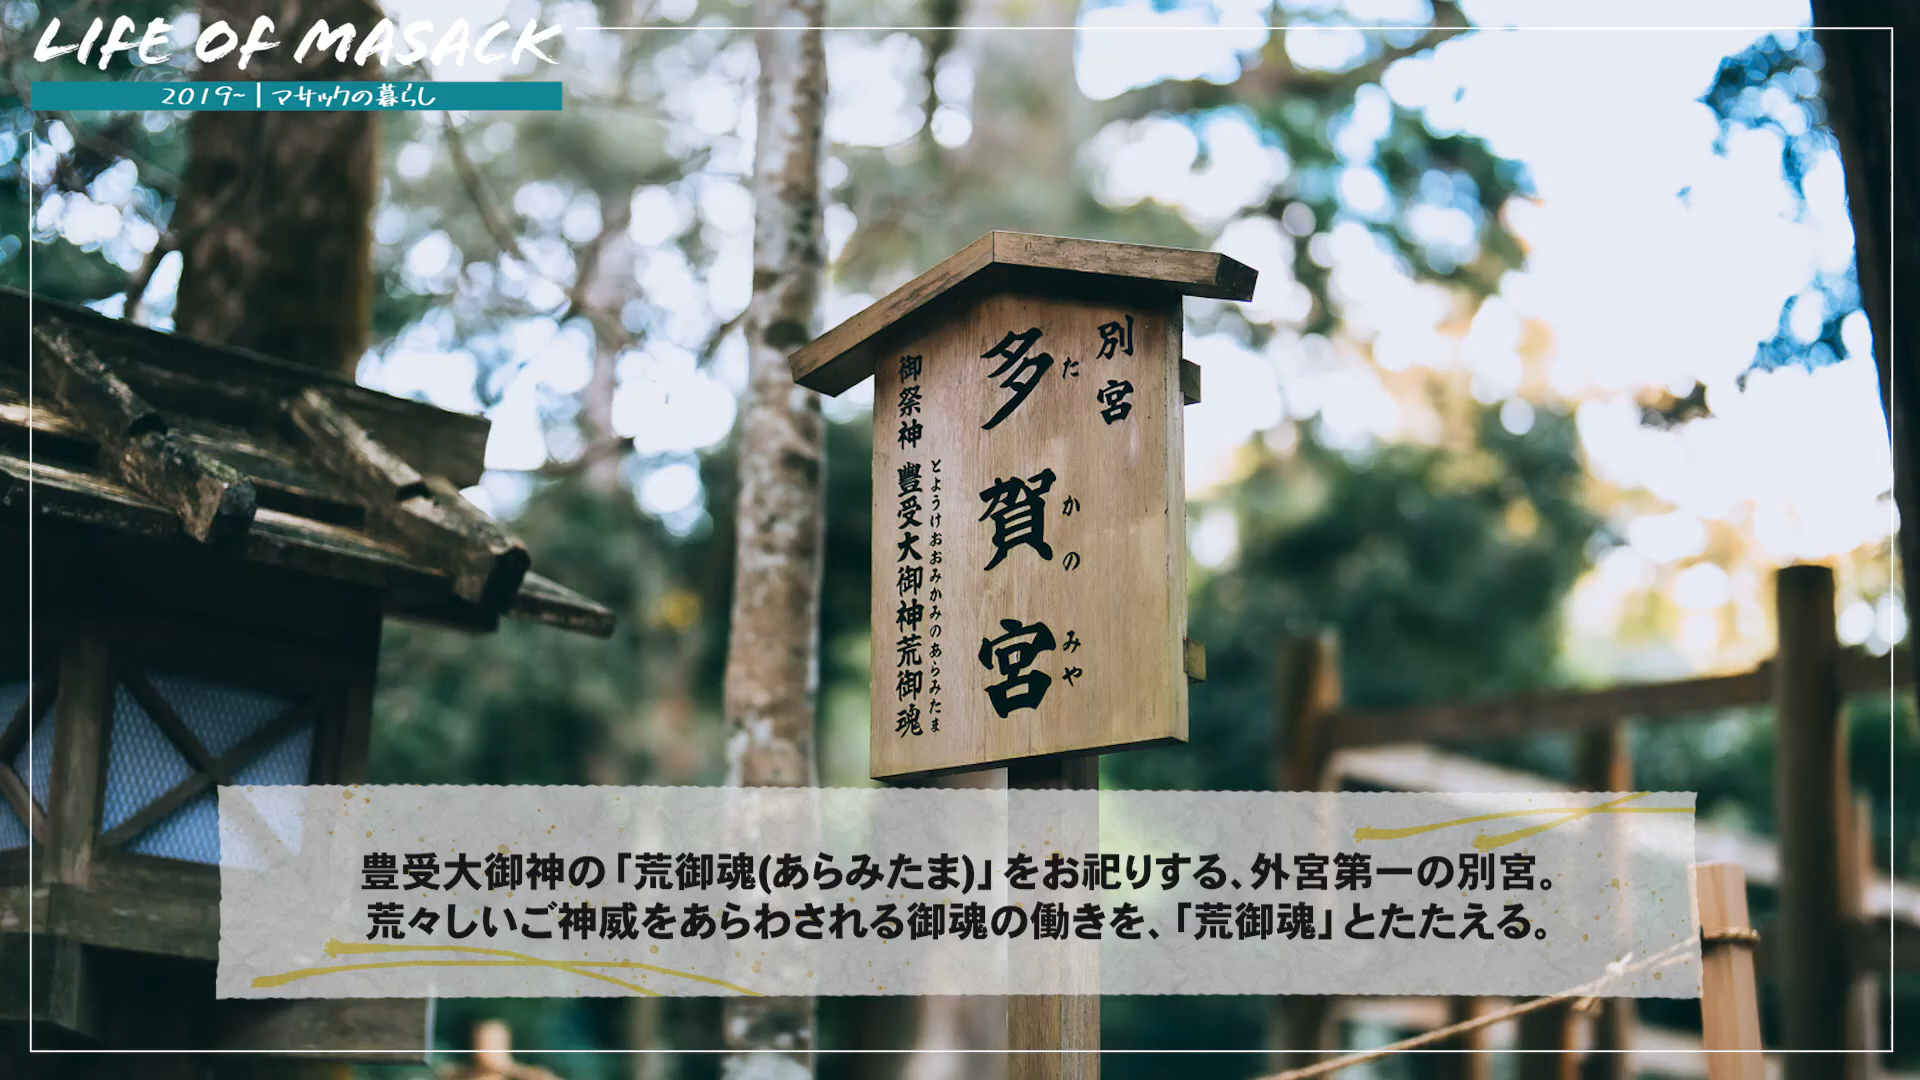 LIFE OF MASACK
2019~ | マサックの暮らし
別宮
多賀宮
たかのみや
御祭神 豊受大御神荒御魂
とようけおおみかみのあらみたま
豊受大御神の「荒御魂(あらみたま)」をお祀りする、外宮第一の別宮。
荒々しいご神威をあらわされる御魂の働きを、「荒御魂」とたたえる。